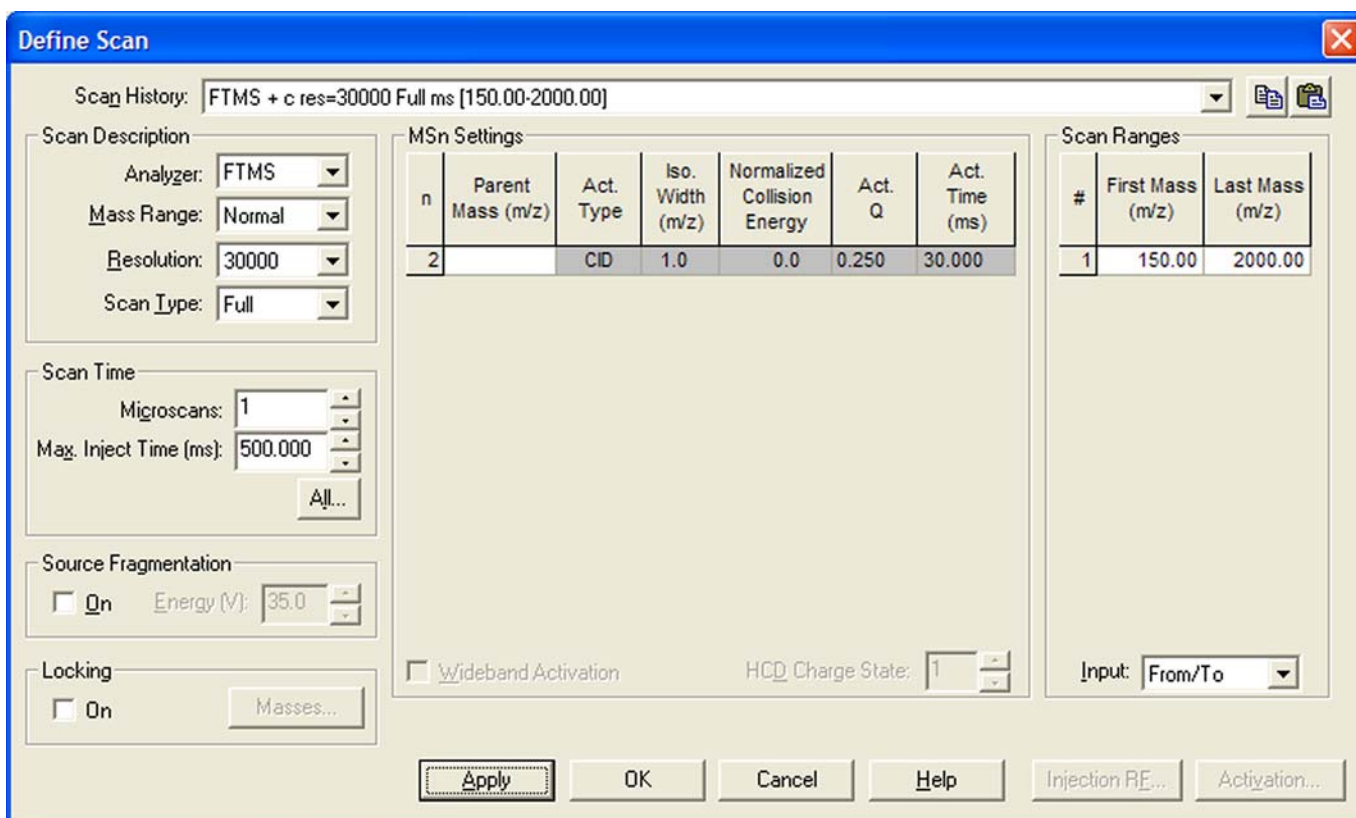 Define Scan
Scan History: FTMS + c res=30000 Full ms [150.00-2000.00]
Scan Description
Analyzer: FTMS
Mass Range: Normal
Resolution: 30000
Scan Type: Full
Scan Time
Microscans: 1
Max. Inject Time (ms): 500.000
All...
Source Fragmentation
On Energy (V): 35.0
Locking
On Masses...
MSn Settings
n Parent Mass (m/z) Act. Type Iso. Width (m/z) Normalized Collision Energy Act. Q Act. Time (ms)
2 CID 1.0 0.0 0.250 30.000
Wideband Activation HCD Charge State: 1
Scan Ranges
# First Mass (m/z) Last Mass (m/z)
1 150.00 2000.00
Input: From/To
Apply OK Cancel Help Injection RF... Activation...